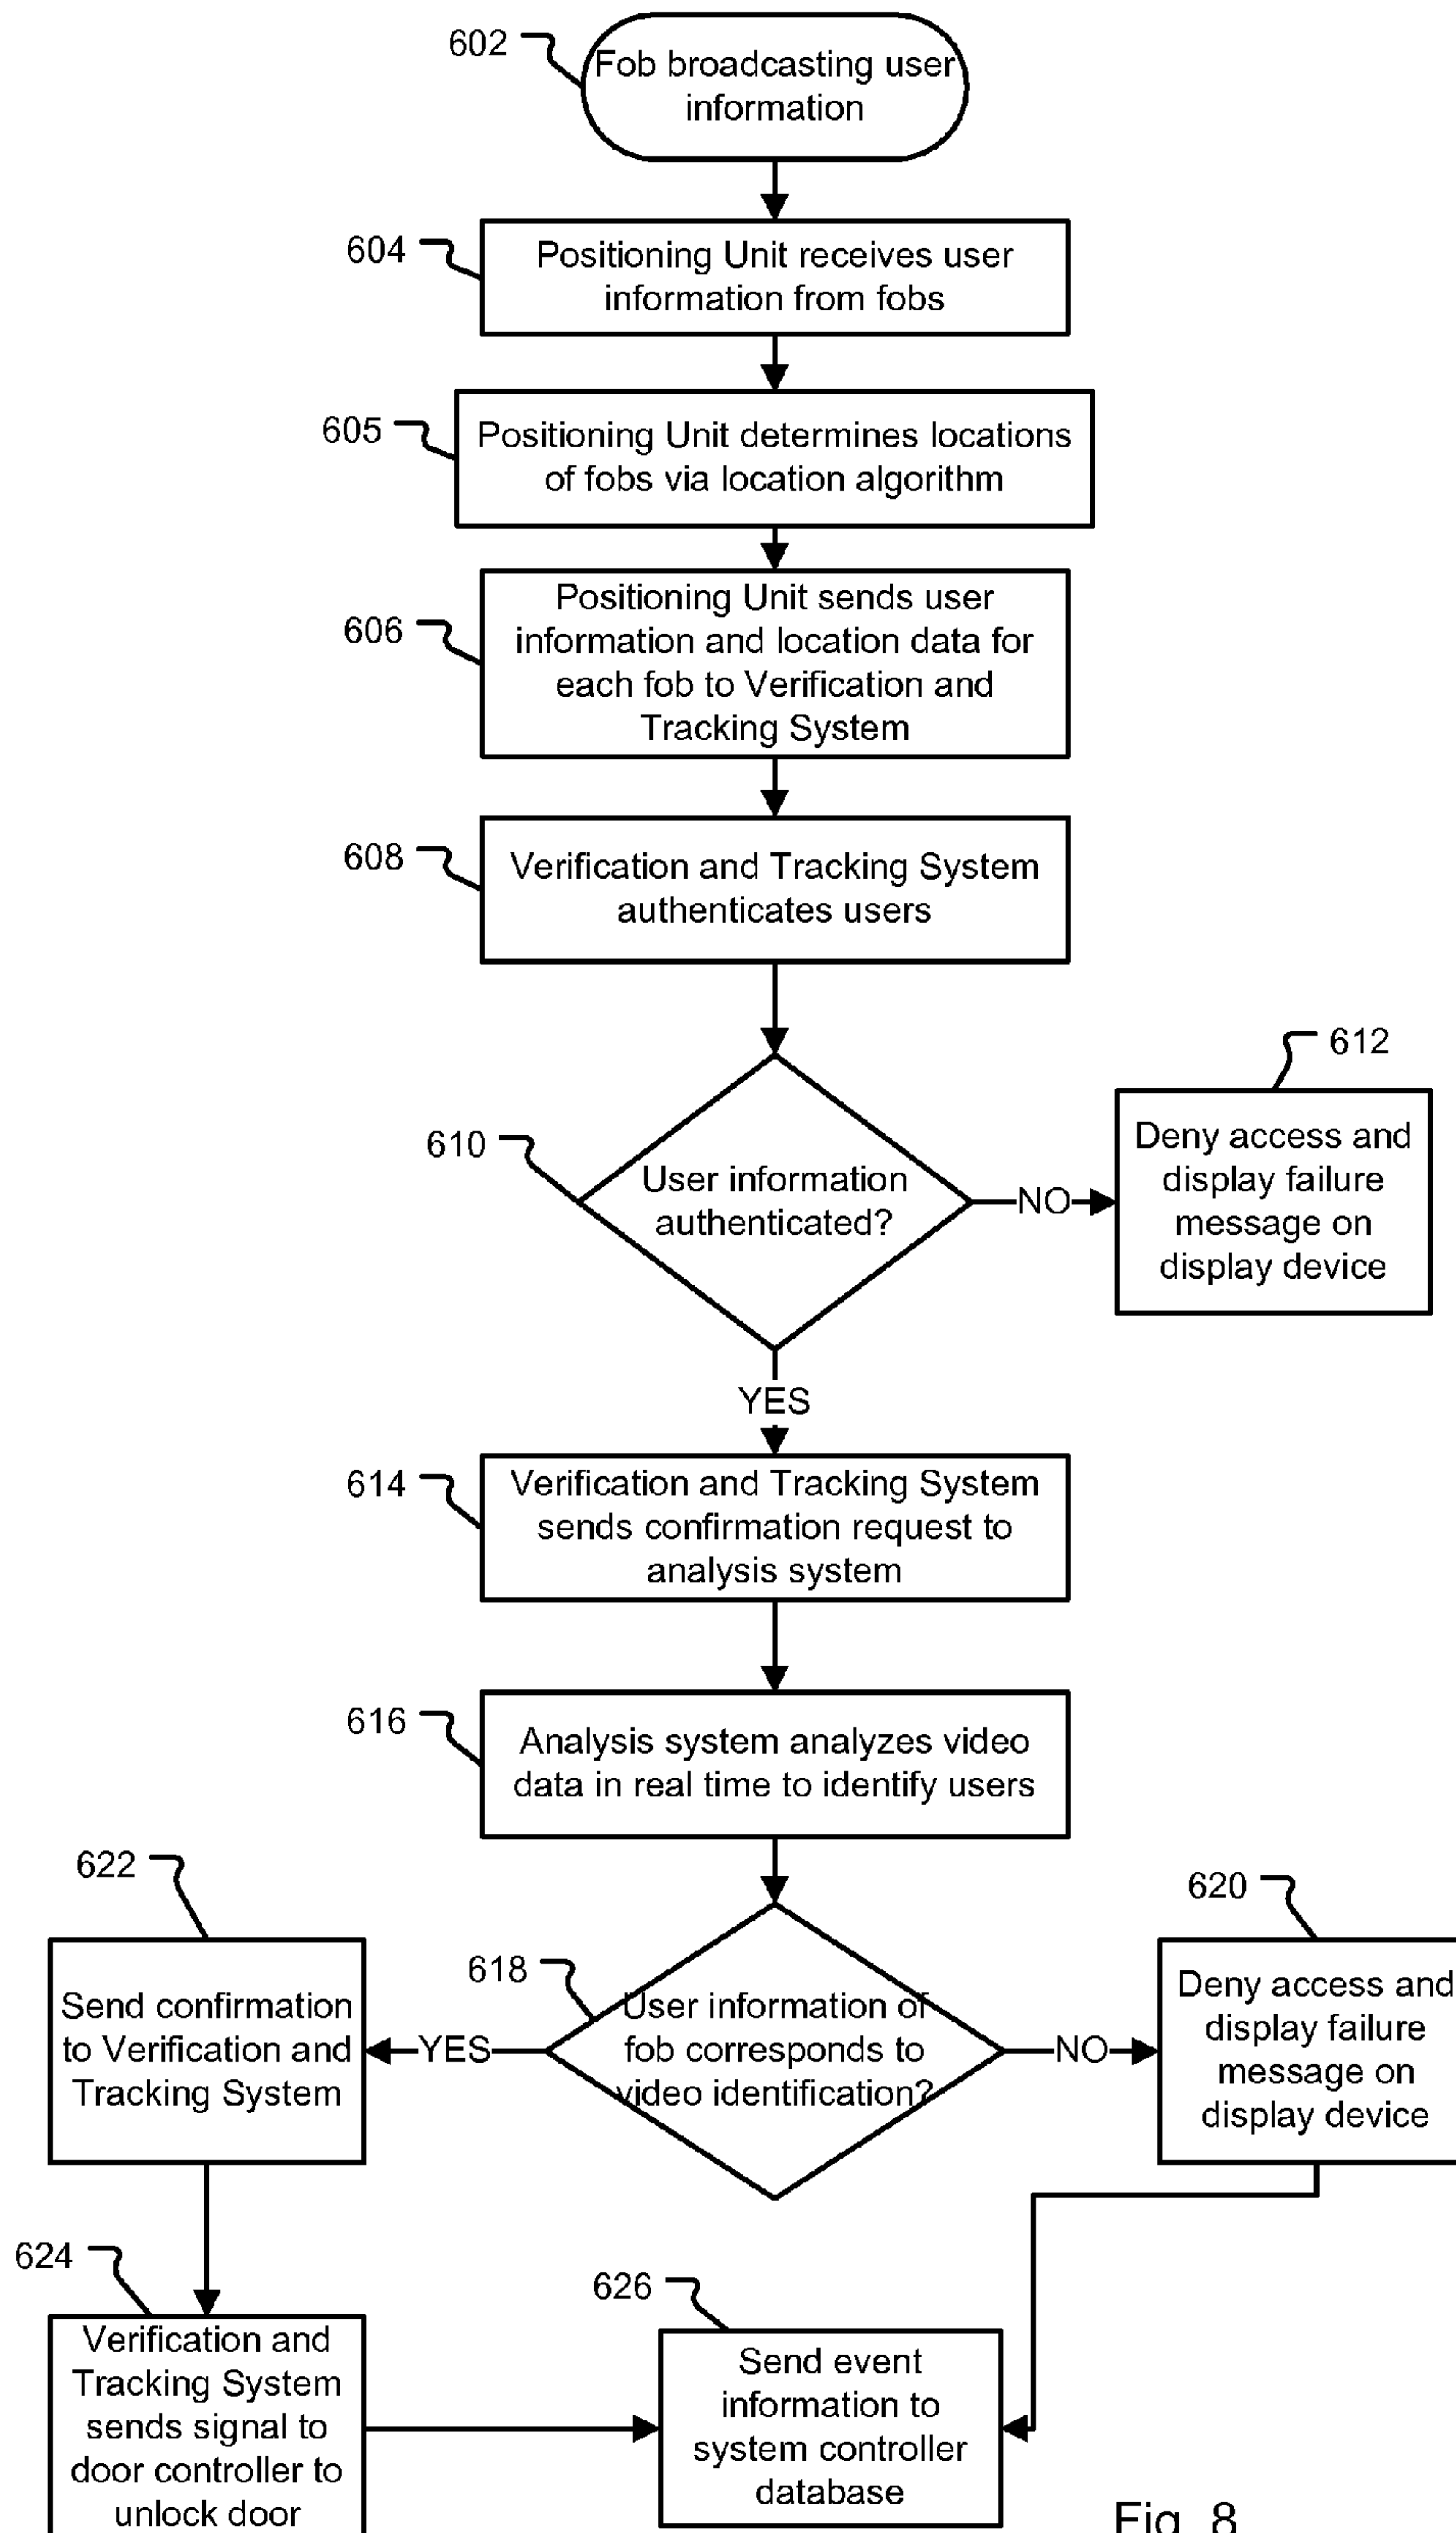 602
Fob broadcasting user
information
604
Positioning Unit receives user
information from fobs
605
Positioning Unit determines locations
of fobs via location algorithm
606
Positioning Unit sends user
information and location data for
each fob to Verification and
Tracking System
608
Verification and Tracking System
authenticates users
610
User information
authenticated?
NO
612
Deny access and
display failure
message on
display device
YES
614
Verification and Tracking System
sends confirmation request to
analysis system
616
Analysis system analyzes video
data in real time to identify users
618
User information of
fob corresponds to
video identification?
YES
622
Send confirmation
to Verification and
Tracking System
NO
620
Deny access and
display failure
message on
display device
624
Verification and
Tracking System
sends signal to
door controller to
unlock door
626
Send event
information to
system controller
database
Fig. 8